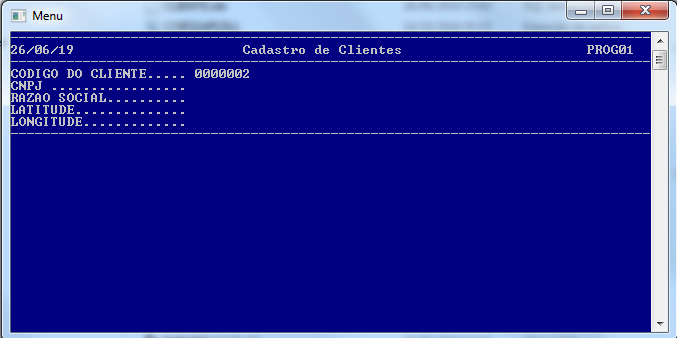 Menu
26/06/19 Cadastro de Clientes PROG01
CODIGO DO CLIENTE..... 0000002
CNPJ .................
RAZAO SOCIAL..........
LATITUDE..............
LONGITUDE.............